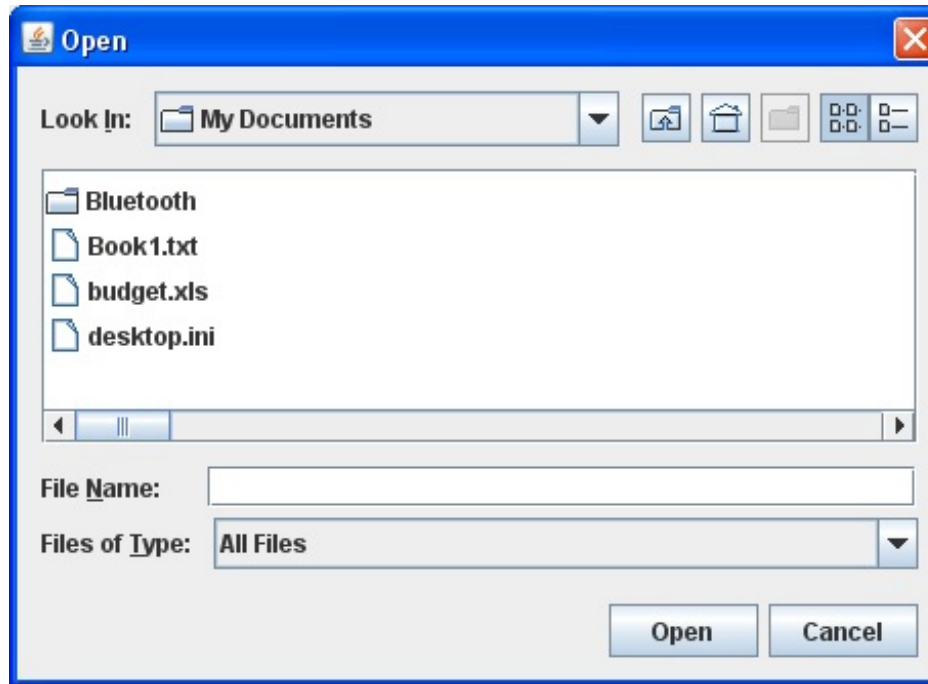 Open
Look In: My Documents
Bluetooth
Book1.txt
budget.xls
desktop.ini
File Name:
Files of Type: All Files
Open Cancel